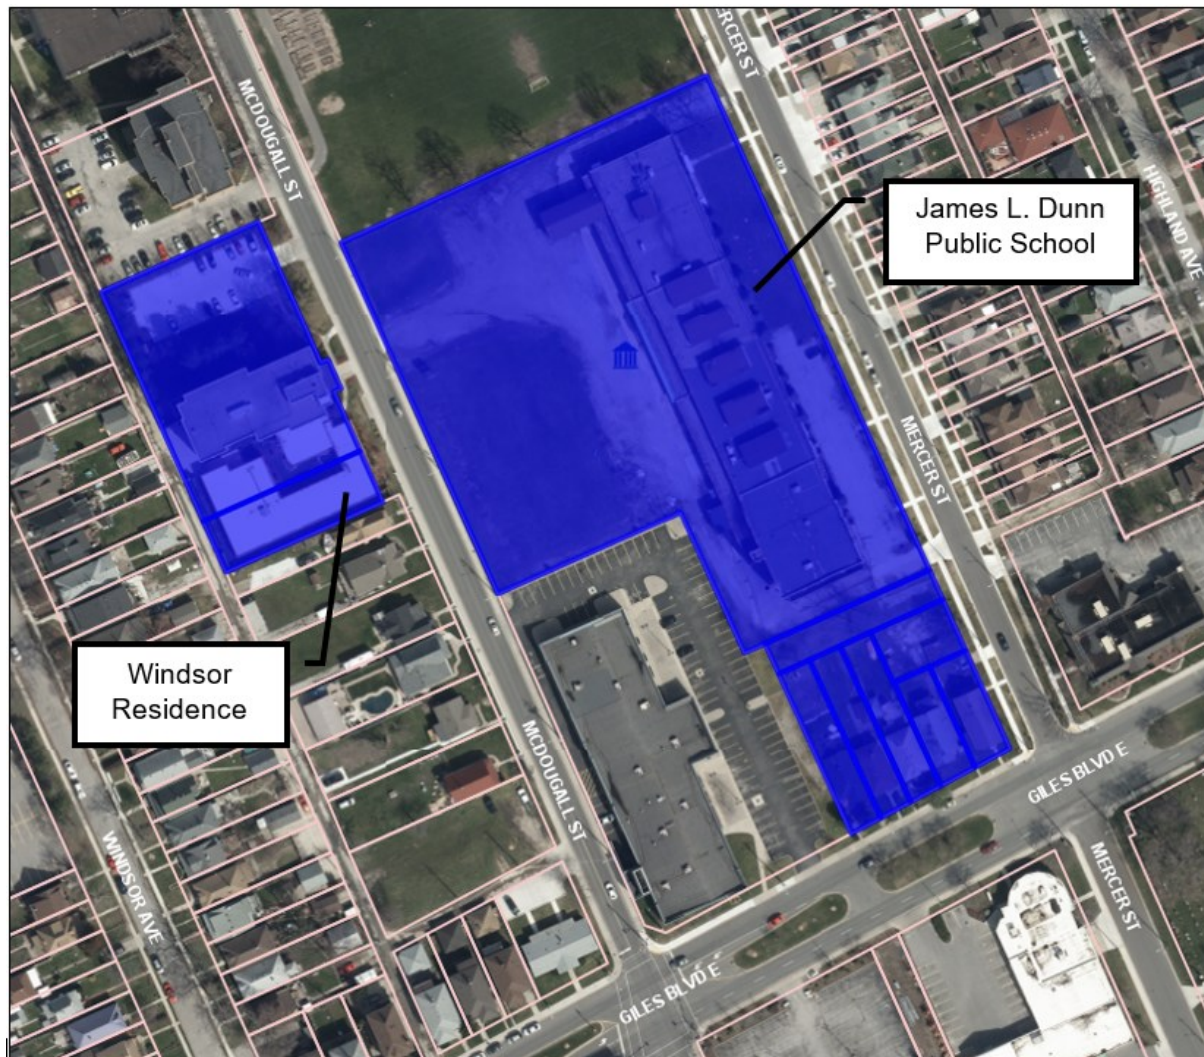 MCDOUGALL ST
ERCER ST
HIGHLAND AVE
James L. Dunn
Public School
MERCER ST
Windsor
Residence
MCDOUGALL ST
WINDSOR AVE
GILES BLVD E
MERCER ST
GILES BLVD E